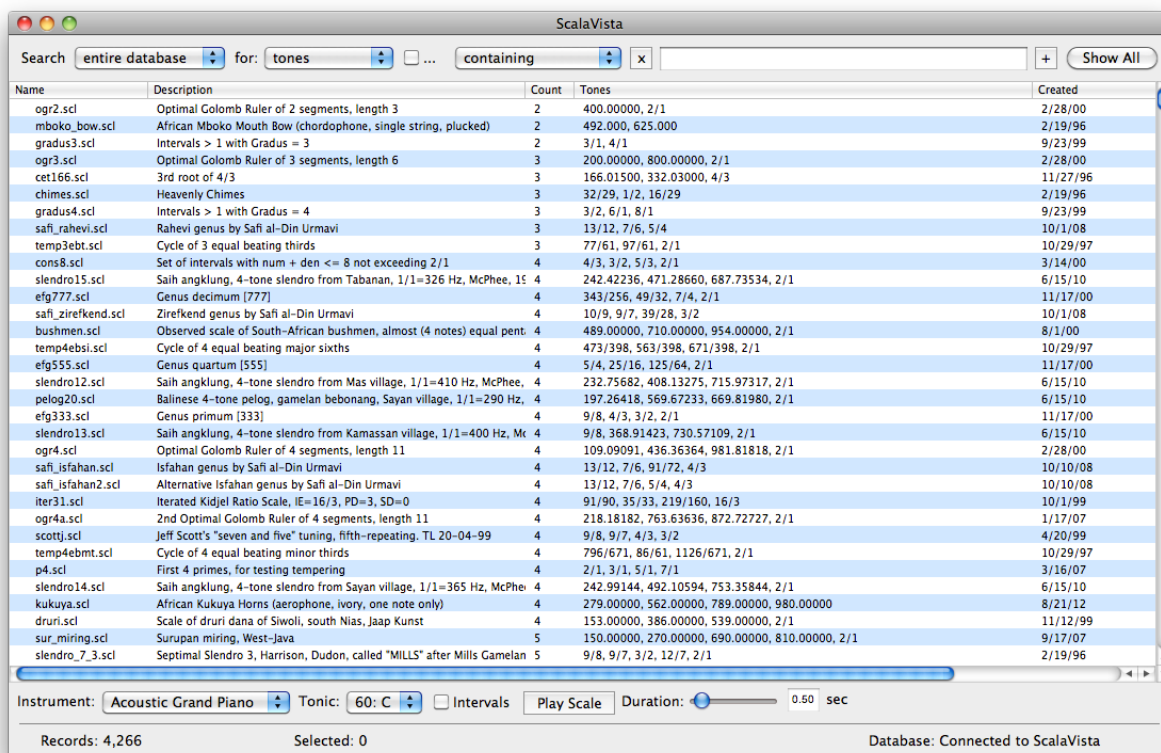 ScalaVista
Search entire database for: tones ... containing x + Show All
Name Description Count Tones Created
ogr2.scl Optimal Golomb Ruler of 2 segments, length 3 2 400.00000, 2/1 2/28/00
mboko_bow.scl African Mboko Mouth Bow (chordophone, single string, plucked) 2 492.000, 625.000 2/19/96
gradus3.scl Intervals > 1 with Gradus = 3 2 3/1, 4/1 9/23/99
ogr3.scl Optimal Golomb Ruler of 3 segments, length 6 3 200.00000, 800.00000, 2/1 2/28/00
cet166.scl 3rd root of 4/3 3 166.01500, 332.03000, 4/3 11/27/96
chimes.scl Heavenly Chimes 3 32/29, 1/2, 16/29 2/19/96
gradus4.scl Intervals > 1 with Gradus = 4 3 3/2, 6/1, 8/1 9/23/99
safi_rahevi.scl Rahevi genus by Safi al-Din Urmavi 3 13/12, 7/6, 5/4 10/1/08
temp3ebt.scl Cycle of 3 equal beating thirds 3 77/61, 97/61, 2/1 10/29/97
cons8.scl Set of intervals with num + den <= 8 not exceeding 2/1 4 4/3, 3/2, 5/3, 2/1 3/14/00
slendro15.scl Saih angklung, 4-tone slendro from Tabanan, 1/1=326 Hz, McPhee, 19 4 242.42236, 471.28660, 687.73534, 2/1 6/15/10
efg777.scl Genus decimum [777] 4 343/256, 49/32, 7/4, 2/1 11/17/00
safi_zirefkend.scl Zirefkend genus by Safi al-Din Urmavi 4 10/9, 9/7, 39/28, 3/2 10/1/08
bushmen.scl Observed scale of South-African bushmen, almost (4 notes) equal pent 4 489.00000, 710.00000, 954.00000, 2/1 8/1/00
temp4ebsi.scl Cycle of 4 equal beating major sixths 4 473/398, 563/398, 671/398, 2/1 10/29/97
efg555.scl Genus quartum [555] 4 5/4, 25/16, 125/64, 2/1 11/17/00
slendro12.scl Saih angklung, 4-tone slendro from Mas village, 1/1=410 Hz, McPhee, 4 232.75682, 408.13275, 715.97317, 2/1 6/15/10
pelog20.scl Balinese 4-tone pelog, gamelan bebonang, Sayan village, 1/1=290 Hz, 4 197.26418, 569.67233, 669.81980, 2/1 6/15/10
efg333.scl Genus primum [333] 4 9/8, 4/3, 3/2, 2/1 11/17/00
slendro13.scl Saih angklung, 4-tone slendro from Kamassan village, 1/1=400 Hz, Mc 4 9/8, 368.91423, 730.57109, 2/1 6/15/10
ogr4.scl Optimal Golomb Ruler of 4 segments, length 11 4 109.09091, 436.36364, 981.81818, 2/1 2/28/00
safi_isfahan.scl Isfahan genus by Safi al-Din Urmavi 4 13/12, 7/6, 91/72, 4/3 10/10/08
safi_isfahan2.scl Alternative Isfahan genus by Safi al-Din Urmavi 4 13/12, 7/6, 5/4, 4/3 10/10/08
iter31.scl Iterated Kidjel Ratio Scale, IE=16/3, PD=3, SD=0 4 91/90, 35/33, 219/160, 16/3 10/1/99
ogr4a.scl 2nd Optimal Golomb Ruler of 4 segments, length 11 4 218.18182, 763.63636, 872.72727, 2/1 1/17/07
scottj.scl Jeff Scott's "seven and five" tuning, fifth-repeating. TL 20-04-99 4 9/8, 9/7, 4/3, 3/2 4/20/99
temp4ebmt.scl Cycle of 4 equal beating minor thirds 4 796/671, 86/61, 1126/671, 2/1 10/29/97
p4.scl First 4 primes, for testing tempering 4 2/1, 3/1, 5/1, 7/1 3/16/07
slendro14.scl Saih angklung, 4-tone slendro from Sayan village, 1/1=365 Hz, McPhe 4 242.99144, 492.10594, 753.35844, 2/1 6/15/10
kukuya.scl African Kukuya Horns (aerophone, ivory, one note only) 4 279.00000, 562.00000, 789.00000, 980.00000 8/21/12
druri.scl Scale of druri dana of Siwoli, south Nias, Jaap Kunst 4 153.00000, 386.00000, 539.00000, 2/1 11/12/99
sur_miring.scl Surupan miring, West-Java 5 150.00000, 270.00000, 690.00000, 810.00000, 2/1 9/17/07
slendro_7_3.scl Septimal Slendro 3, Harrison, Dudon, called "MILLS" after Mills Gamelan 5 9/8, 9/7, 3/2, 12/7, 2/1 2/19/96
Instrument: Acoustic Grand Piano Tonic: 60: C Intervals Play Scale Duration: 0.50 sec
Records: 4,266 Selected: 0 Database: Connected to ScalaVista